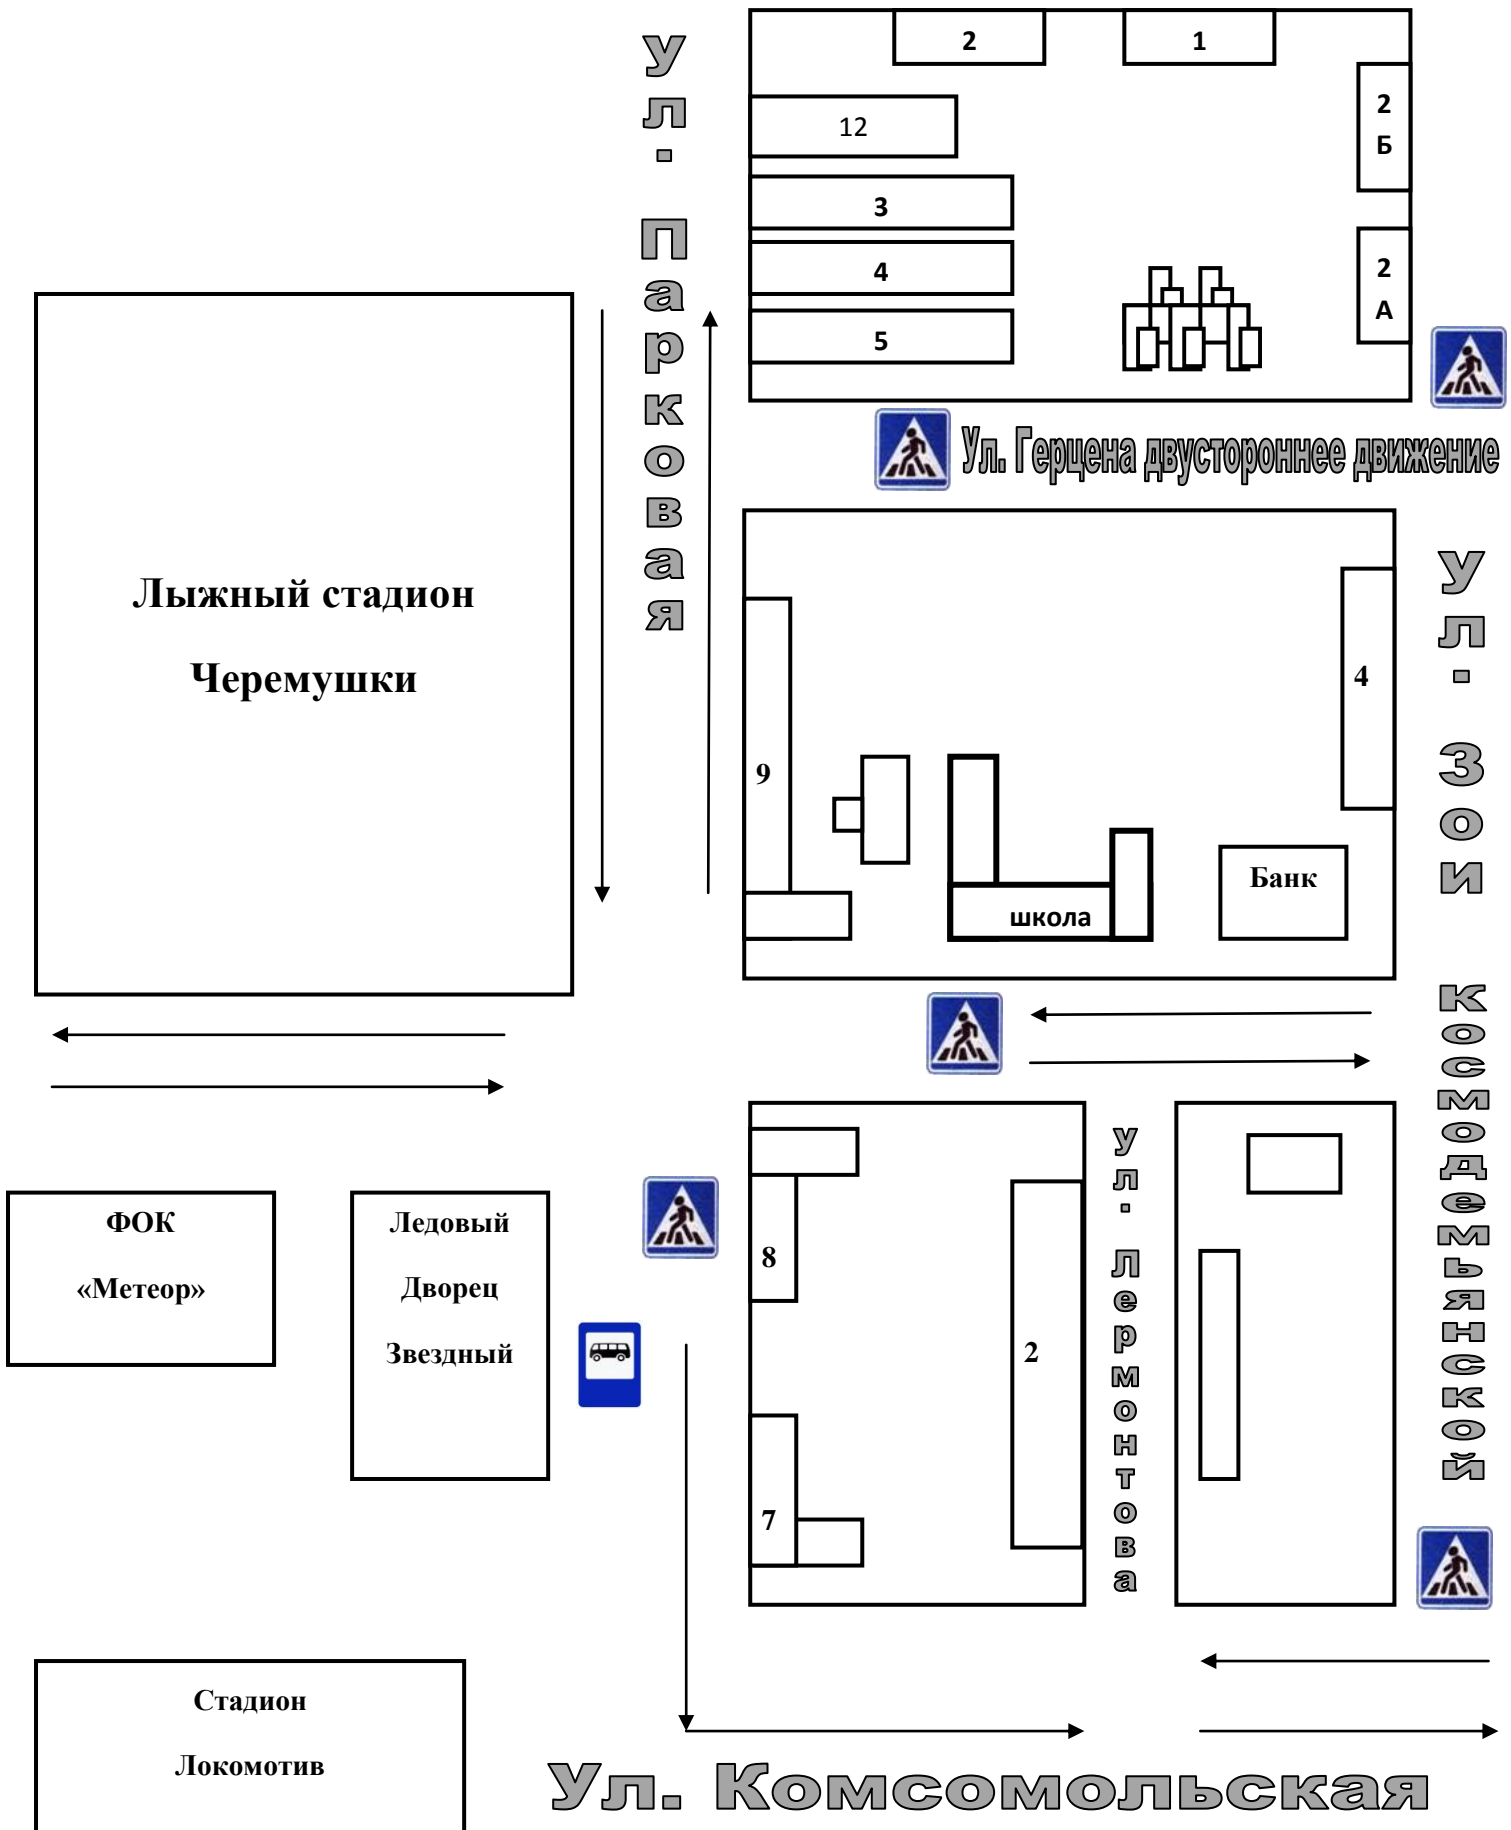 ул. Парковая
2
1
2
Б
12
3
4
2
А
5
Ул. Герцена двустороннее движение
Лыжный стадион
Черемушки
ул. Зои Космодемьянской
4
9
Банк
школа
ул. Лермонтова
ФОК
«Метеор»
Ледовый
Дворец
Звездный
8
2
7
Стадион
Локомотив
Ул. Комсомольская